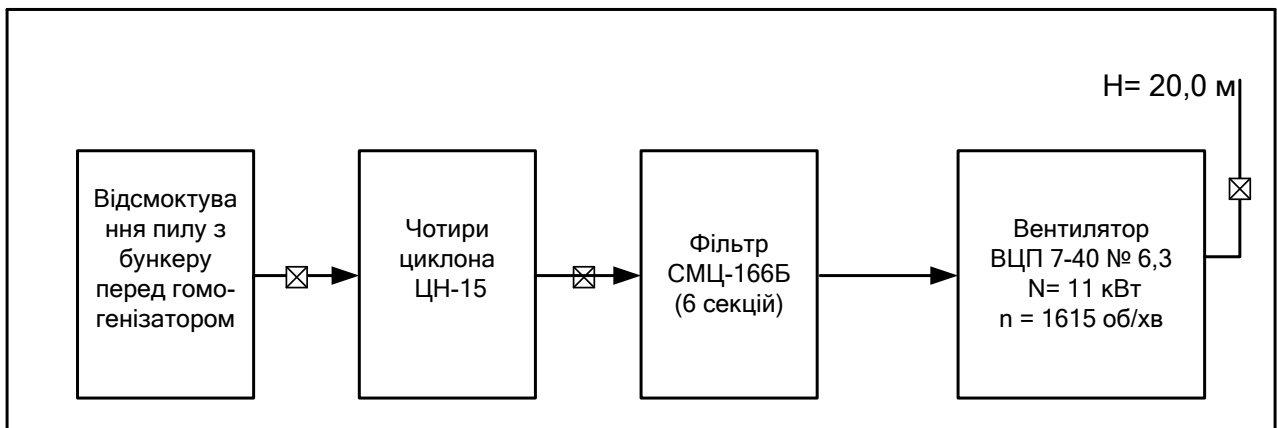 H= 20,0 м
Відсмоктува
ння пилу з
бункеру
перед гомо-
генізатором
Чотири
циклона
ЦН-15
Фільтр
СМЦ-166Б
(6 секцій)
Вентилятор
ВЦП 7-40 № 6,3
N= 11 кВт
n = 1615 об/хв